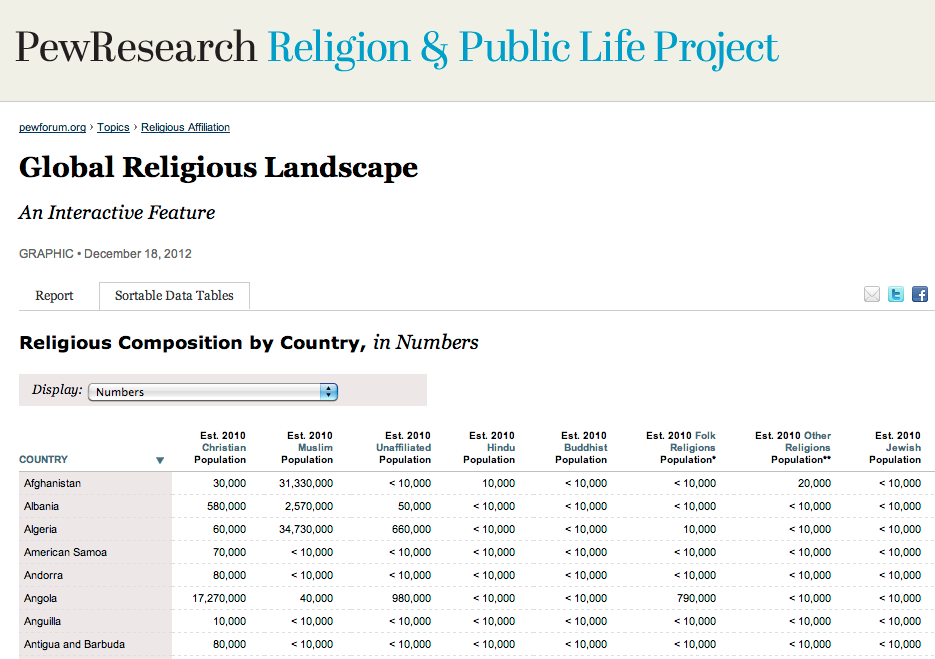 PewResearch Religion & Public Life Project
pewforum.org › Topics › Religious Affiliation
Global Religious Landscape
An Interactive Feature
GRAPHIC • December 18, 2012
Report Sortable Data Tables
Religious Composition by Country, in Numbers
Display: Numbers
Est. 2010 Est. 2010 Est. 2010 Est. 2010 Est. 2010 Est. 2010 Folk Est. 2010 Other Est. 2010
Christian Muslim Unaffiliated Hindu Buddhist Religions Religions Jewish
COUNTRY Population Population Population Population Population Population* Population** Population
Afghanistan 30,000 31,330,000 < 10,000 10,000 < 10,000 < 10,000 20,000 < 10,000
Albania 580,000 2,570,000 50,000 < 10,000 < 10,000 < 10,000 < 10,000 < 10,000
Algeria 60,000 34,730,000 660,000 < 10,000 < 10,000 10,000 < 10,000 < 10,000
American Samoa 70,000 < 10,000 < 10,000 < 10,000 < 10,000 < 10,000 < 10,000 < 10,000
Andorra 80,000 < 10,000 < 10,000 < 10,000 < 10,000 < 10,000 < 10,000 < 10,000
Angola 17,270,000 40,000 980,000 < 10,000 < 10,000 790,000 < 10,000 < 10,000
Anguilla 10,000 < 10,000 < 10,000 < 10,000 < 10,000 < 10,000 < 10,000 < 10,000
Antigua and Barbuda 80,000 < 10,000 < 10,000 < 10,000 < 10,000 < 10,000 < 10,000 < 10,000